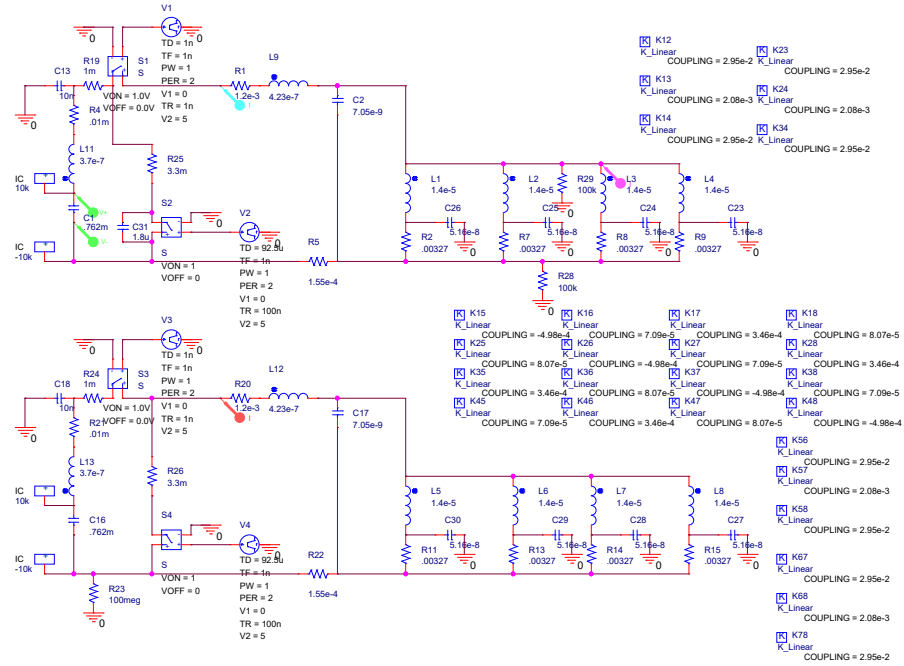 V1
0
0
TD = 1n
TF = 1n
PW = 1
PER = 2
V1 = 0
TR = 1n
V2 = 5
S1
S
VON = 1.0V
VOFF = 0.0V
C13
10n
R19
1m
0
R4
.01m
L11
3.7e-7
IC
10k
C1
.762m
V+
V-
IC
-10k
R25
3.3m
S2
0
C31
1.8u
S
VON = 1
VOFF = 0
V2
0
TD = 92.5u
TF = 1n
PW = 1
PER = 2
V1 = 0
TR = 100n
V2 = 5
R1
1.2e-3
I
L9
4.23e-7
C2
7.05e-9
R5
1.55e-4
L1
1.4e-5
C26
5.16e-8
0
R2
.00327
L2
1.4e-5
C25
5.16e-8
0
R7
.00327
R29
100k
0
L3
1.4e-5
C24
5.16e-8
0
R8
.00327
L4
1.4e-5
C23
5.16e-8
0
R9
.00327
R28
100k
0
K K12
K_Linear
COUPLING = 2.95e-2
K K23
K_Linear
COUPLING = 2.95e-2
K K13
K_Linear
COUPLING = 2.08e-3
K K24
K_Linear
COUPLING = 2.08e-3
K K14
K_Linear
COUPLING = 2.95e-2
K K34
K_Linear
COUPLING = 2.95e-2
K K15
K_Linear
COUPLING = -4.98e-4
K K16
K_Linear
COUPLING = 7.09e-5
K K17
K_Linear
COUPLING = 3.46e-4
K K18
K_Linear
COUPLING = 8.07e-5
K K25
K_Linear
COUPLING = 8.07e-5
K K26
K_Linear
COUPLING = -4.98e-4
K K27
K_Linear
COUPLING = 7.09e-5
K K28
K_Linear
COUPLING = 3.46e-4
K K35
K_Linear
COUPLING = 3.46e-4
K K36
K_Linear
COUPLING = 8.07e-5
K K37
K_Linear
COUPLING = -4.98e-4
K K38
K_Linear
COUPLING = 7.09e-5
K K45
K_Linear
COUPLING = 7.09e-5
K K46
K_Linear
COUPLING = 3.46e-4
K K47
K_Linear
COUPLING = 8.07e-5
K K48
K_Linear
COUPLING = -4.98e-4
K K56
K_Linear
COUPLING = 2.95e-2
K K57
K_Linear
COUPLING = 2.08e-3
K K58
K_Linear
COUPLING = 2.95e-2
K K67
K_Linear
COUPLING = 2.95e-2
K K68
K_Linear
COUPLING = 2.08e-3
K K78
K_Linear
COUPLING = 2.95e-2
V3
0
0
TD = 1n
TF = 1n
PW = 1
PER = 2
V1 = 0
TR = 1n
V2 = 5
S3
S
VON = 1.0V
VOFF = 0.0V
C18
10n
R24
1m
0
R21
.01m
L13
3.7e-7
IC
10k
C16
.762m
IC
-10k
R23
100meg
0
R26
3.3m
S4
0
S
VON = 1
VOFF = 0
V4
0
TD = 92.5u
TF = 1n
PW = 1
PER = 2
V1 = 0
TR = 100n
V2 = 5
R20
1.2e-3
I
L12
4.23e-7
C17
7.05e-9
R22
1.55e-4
L5
1.4e-5
C30
5.16e-8
0
R11
.00327
L6
1.4e-5
C29
5.16e-8
0
R13
.00327
L7
1.4e-5
C28
5.16e-8
0
R14
.00327
L8
1.4e-5
C27
5.16e-8
0
R15
.00327